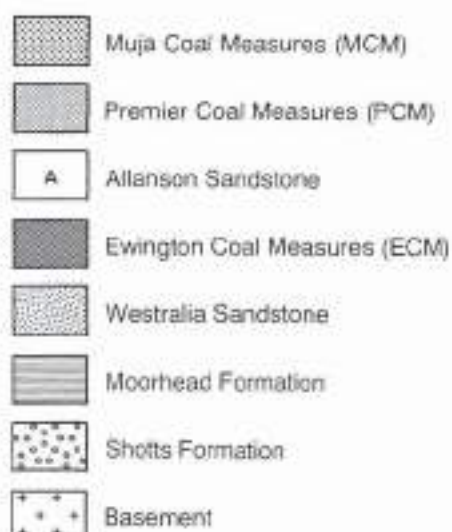 Muja Coal Measures (MCM)
Premier Coal Measures (PCM)
A Allanson Sandstone
Ewington Coal Measures (ECM)
Westralia Sandstone
Moorhead Formation
Shotts Formation
Basement